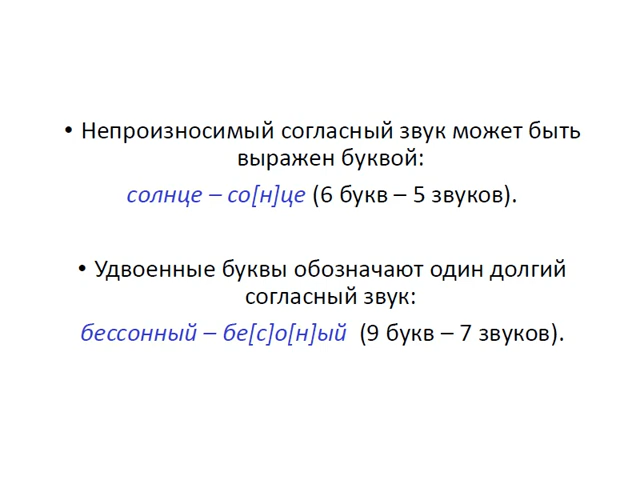 • Непроизносимый согласный звук может быть
выражен буквой:
солнце – со[н]це (6 букв – 5 звуков).
• Удвоенные буквы обозначают один долгий
согласный звук:
бессонный – бе[с]о[н]ый (9 букв – 7 звуков).